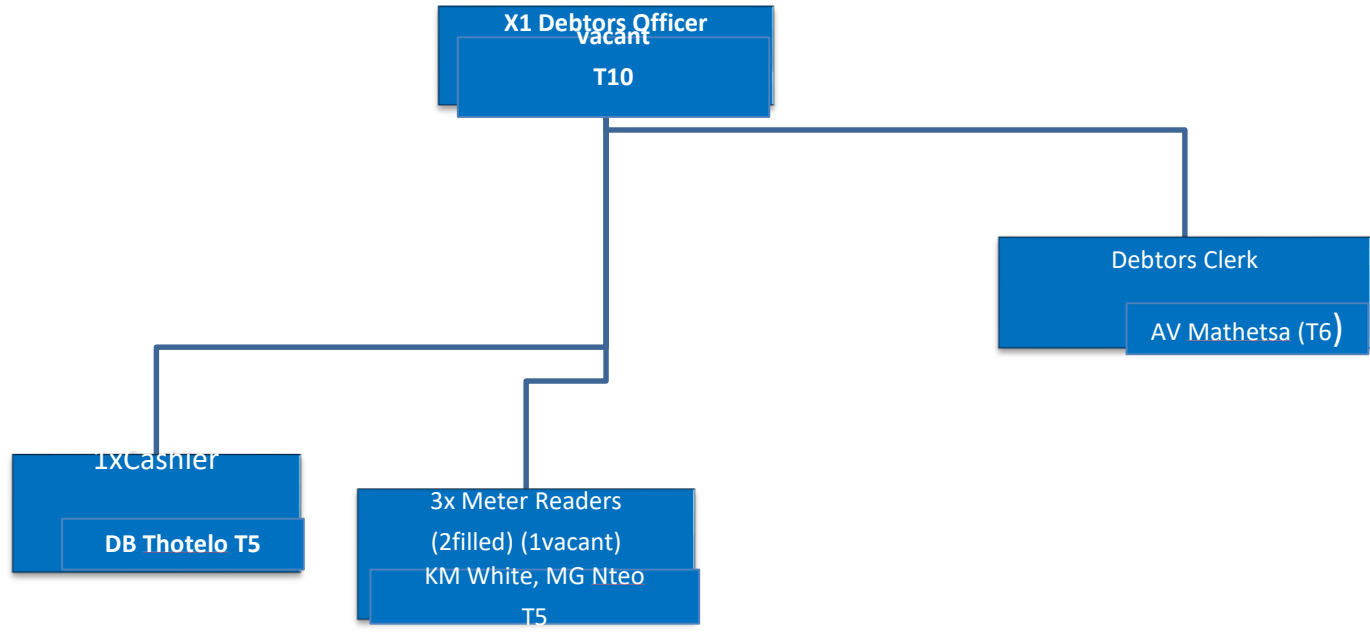 X1 Debtors Officer
vacant
T10
Debtors Clerk
AV Mathetsa (T6)
1xCashier
DB Thotelo T5
3x Meter Readers
(2filled) (1vacant)
KM White, MG Nteo
T5